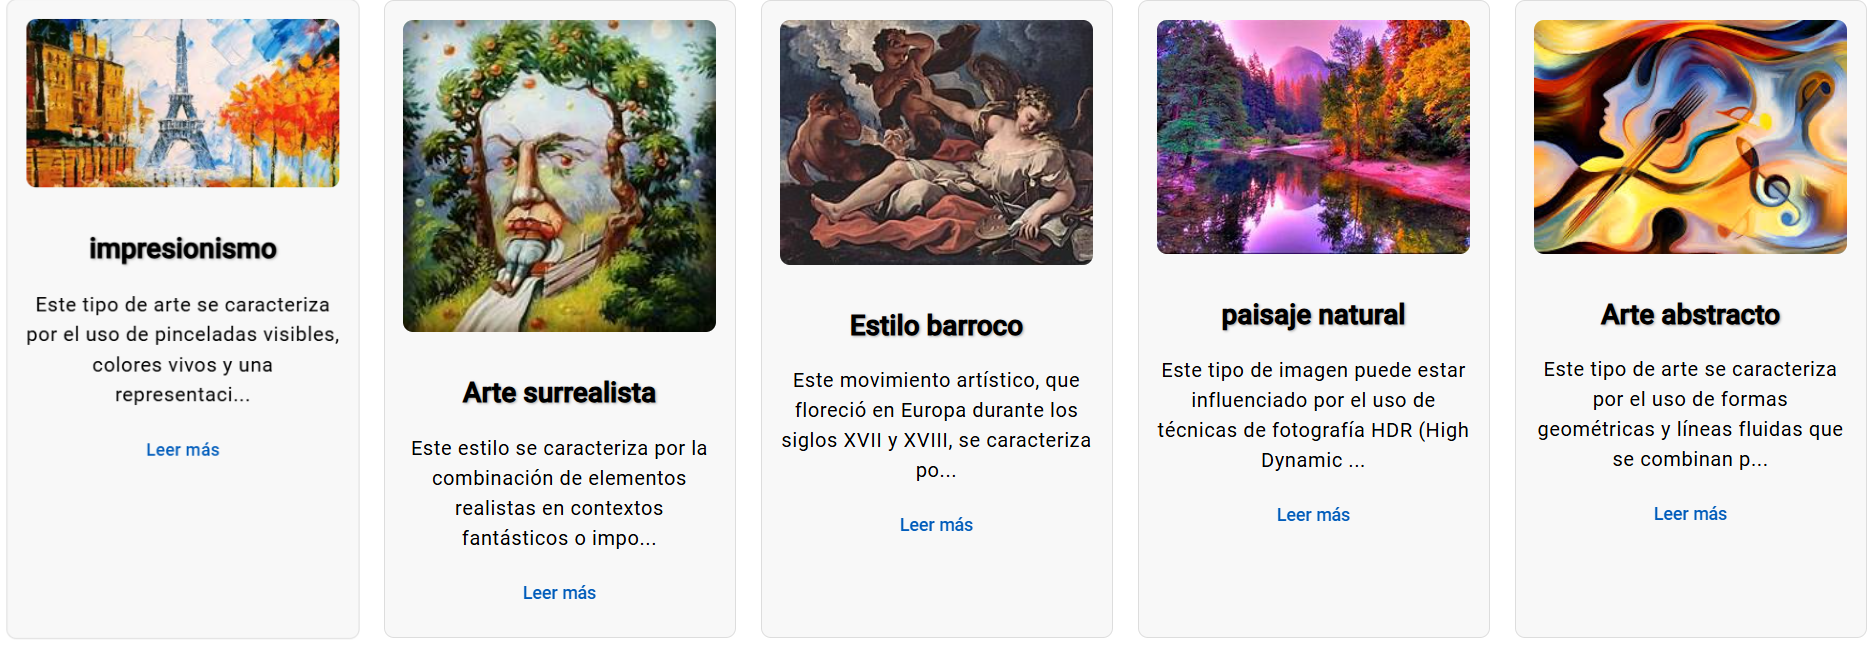 impresionismo
Este tipo de arte se caracteriza
por el uso de pinceladas visibles,
colores vivos y una
representaci...
Leer más
Arte surrealista
Este estilo se caracteriza por la
combinación de elementos
realistas en contextos
fantásticos o impo...
Leer más
Estilo barroco
Este movimiento artístico, que
floreció en Europa durante los
siglos XVII y XVIII, se caracteriza
po...
Leer más
paisaje natural
Este tipo de imagen puede estar
influenciado por el uso de
técnicas de fotografía HDR (High
Dynamic ...
Leer más
Arte abstracto
Este tipo de arte se caracteriza
por el uso de formas
geométricas y líneas fluidas que
se combinan p...
Leer más